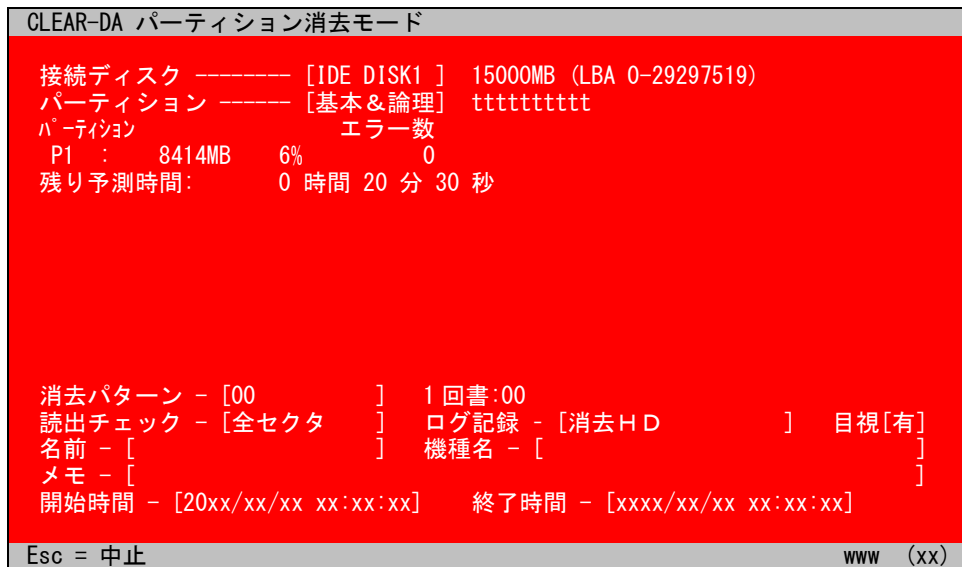 CLEAR-DA パーティション消去モード
接続ディスク -------- [IDE DISK1 ] 15000MB (LBA 0-29297519)
パーティション ------ [基本＆論理] tttttttttt
ﾊﾟｰﾃｨｼｮﾝ エラー数
P1 : 8414MB 6% 0
残り予測時間: 0 時間 20 分 30 秒
消去パターン - [00 ] １回書:00
読出チェック - [全セクタ ] ログ記録 - [消去ＨＤ ] 目視[有]
名前 - [ ] 機種名 - [ ]
メモ - [ ]
開始時間 - [20xx/xx/xx xx:xx:xx] 終了時間 - [xxxx/xx/xx xx:xx:xx]
Esc = 中止 www (xx)